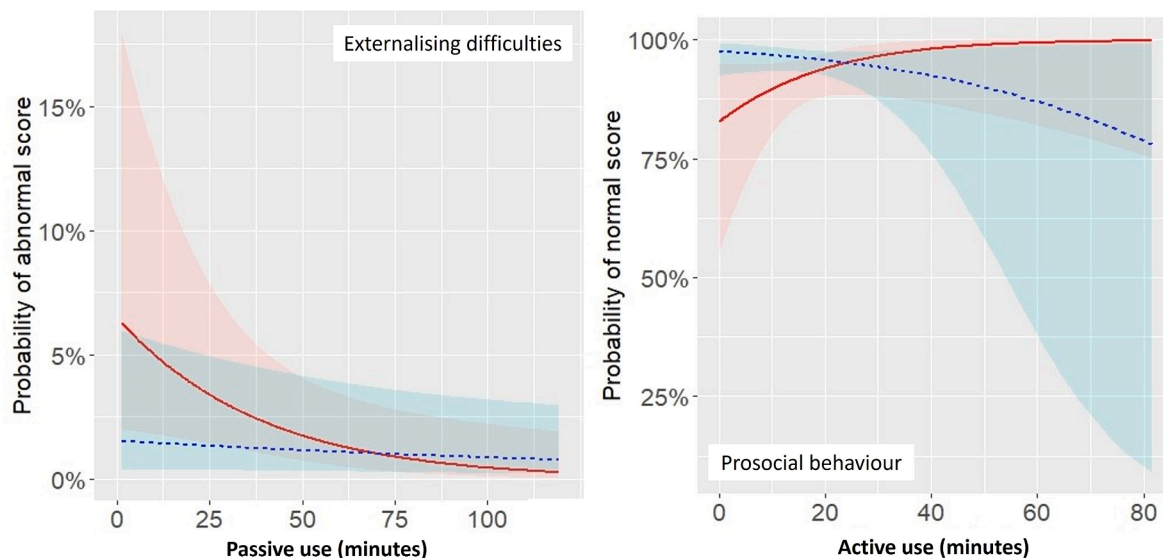 Externalising difficulties
Probability of abnormal score
15%
10%
5%
0%
0 25 50 75 100
Passive use (minutes)
Probability of normal score
100%
75%
50%
25%
Prosocial behaviour
0 20 40 60 80
Active use (minutes)